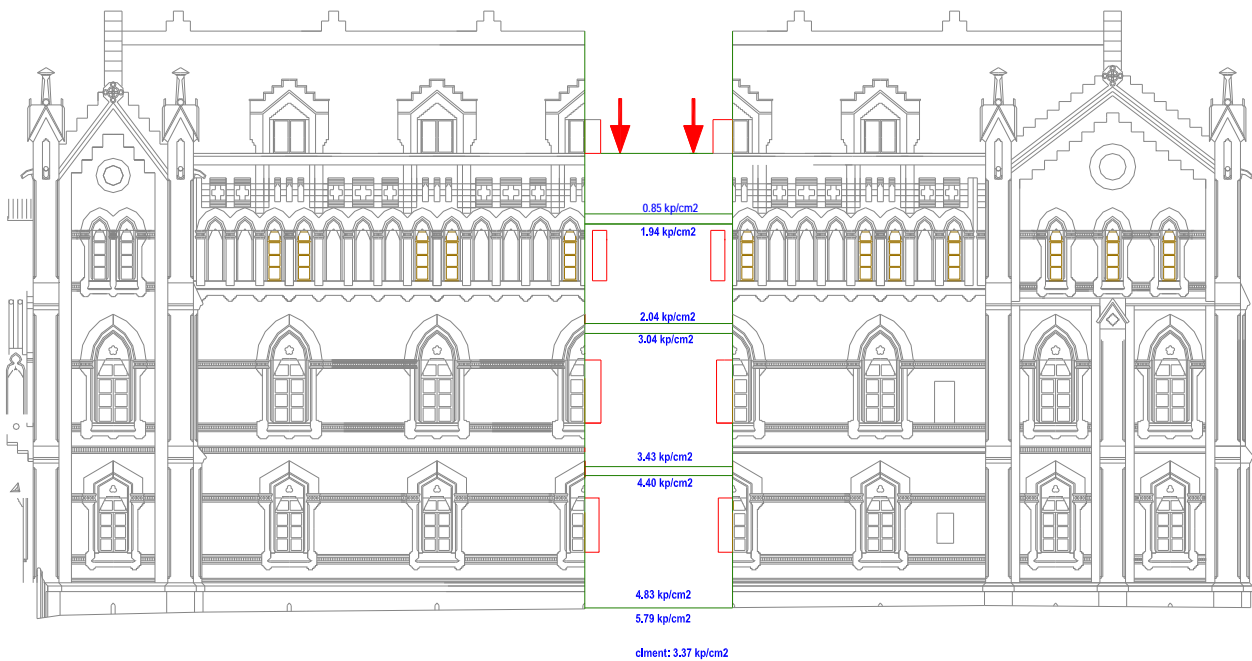 0.85 kp/cm2
1.94 kp/cm2
2.04 kp/cm2
3.04 kp/cm2
3.43 kp/cm2
4.40 kp/cm2
4.83 kp/cm2
5.79 kp/cm2
ciment: 3.37 kp/cm2